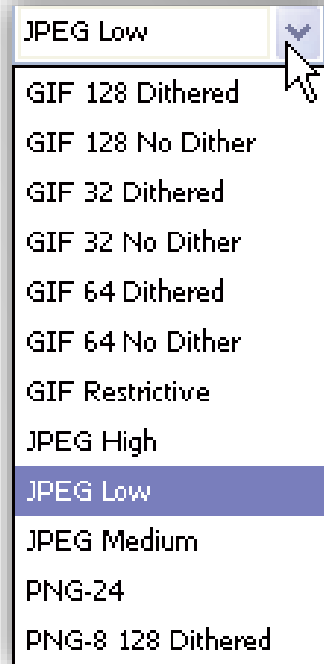 JPEG Low
GIF 128 Dithered
GIF 128 No Dither
GIF 32 Dithered
GIF 32 No Dither
GIF 64 Dithered
GIF 64 No Dither
GIF Restrictive
JPEG High
JPEG Low
JPEG Medium
PNG-24
PNG-8 128 Dithered